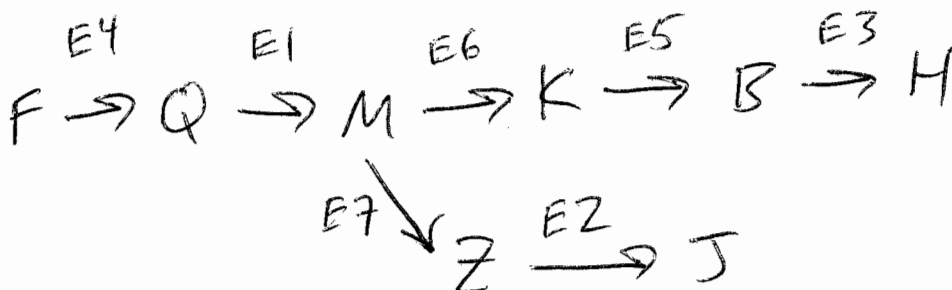 E4 E1 E6 E5 E3
F → Q → M → K → B → H
E7 E2
Z → J